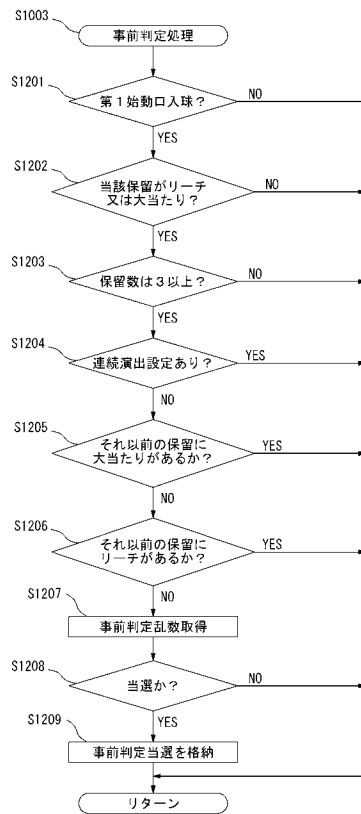 S1003
事前判定処理
S1201
第1始動口入球？
NO
YES
S1202
当該保留がリーチ
又は大当たり？
NO
YES
S1203
保留数は3以上？
NO
YES
S1204
連続演出設定あり？
YES
NO
S1205
それ以前の保留に
大当たりがあるか？
YES
NO
S1206
それ以前の保留に
リーチがあるか？
YES
NO
S1207
事前判定乱数取得
S1208
当選か？
NO
YES
S1209
事前判定当選を格納
リターン